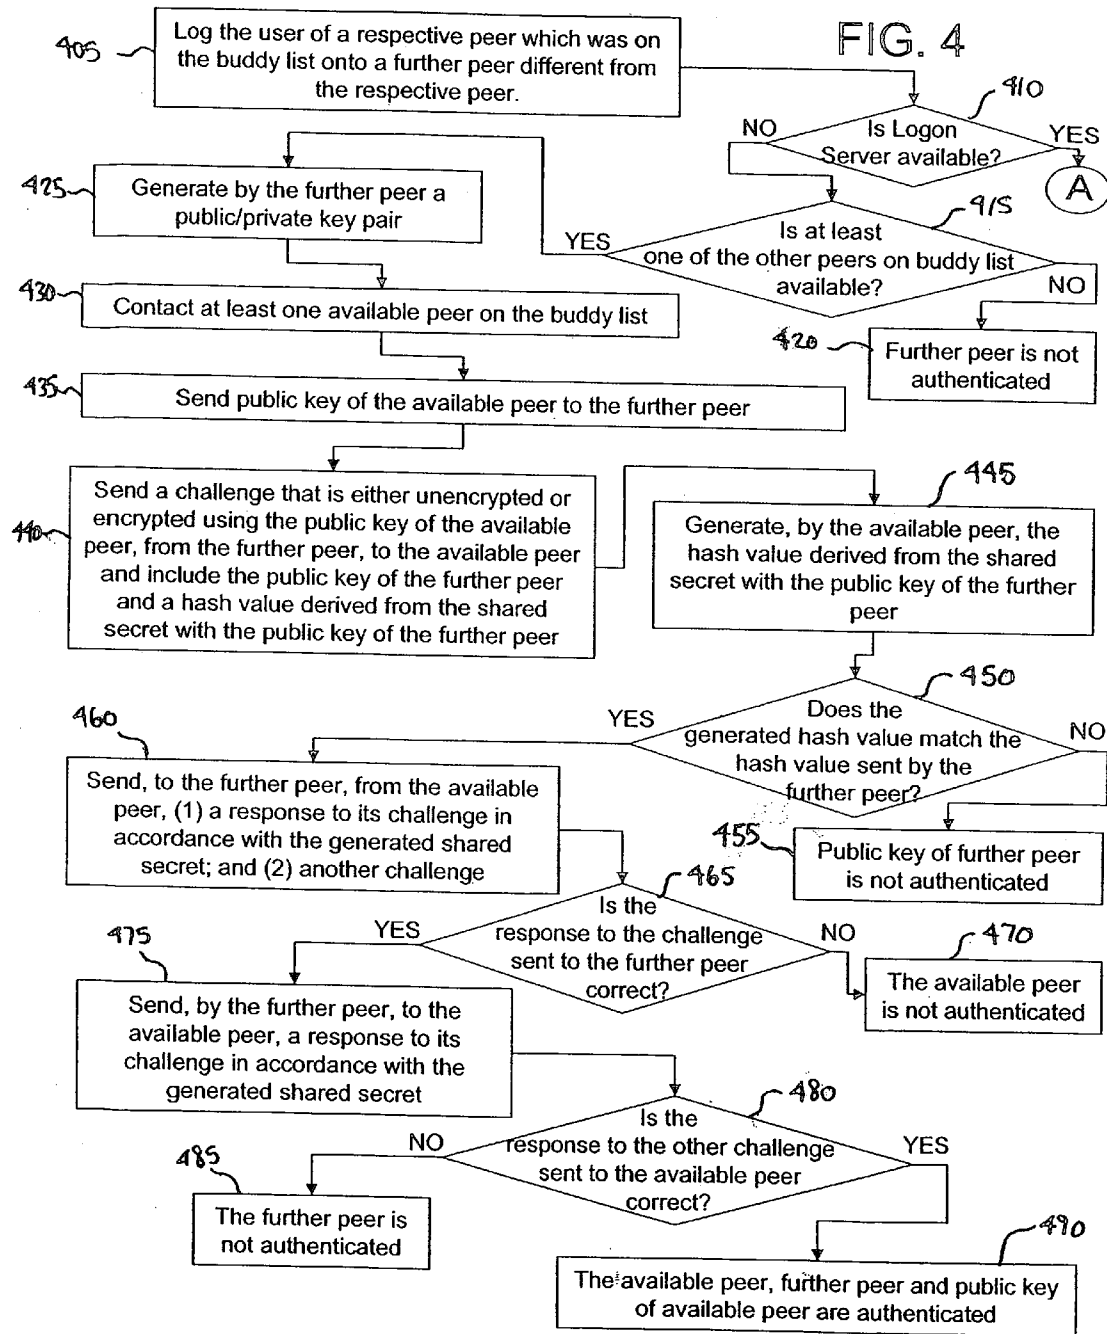 FIG. 4
405
Log the user of a respective peer which was on
the buddy list onto a further peer different from
the respective peer.
410
Is Logon
Server available?
NO
YES
A
415
Is at least
one of the other peers on buddy list
available?
YES
NO
420
Further peer is not
authenticated
425
Generate by the further peer a
public/private key pair
430
Contact at least one available peer on the buddy list
435
Send public key of the available peer to the further peer
440
Send a challenge that is either unencrypted or
encrypted using the public key of the available
peer, from the further peer, to the available peer
and include the public key of the further peer
and a hash value derived from the shared
secret with the public key of the further peer
445
Generate, by the available peer, the
hash value derived from the shared
secret with the public key of the further
peer
450
Does the
generated hash value match the
hash value sent by the
further peer?
YES
NO
455
Public key of further peer
is not authenticated
460
Send, to the further peer, from the available
peer, (1) a response to its challenge in
accordance with the generated shared
secret; and (2) another challenge
465
Is the
response to the challenge
sent to the further peer
correct?
YES
NO
470
The available peer
is not authenticated
475
Send, by the further peer, to the
available peer, a response to its
challenge in accordance with the
generated shared secret
480
Is the
response to the other challenge
sent to the available peer
correct?
NO
YES
485
The further peer is
not authenticated
490
The available peer, further peer and public key
of available peer are authenticated